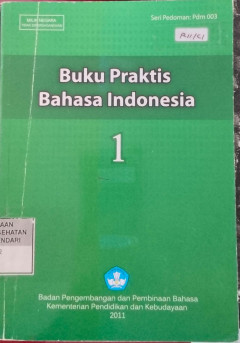 Seri Pedoman: Pdm 003
Buku Praktis
Bahasa Indonesia
1
AAN
SEHATAN
NDARI
Badan Pengembangan dan Pembinaan Bahasa
Kementerian Pendidikan dan Kebudayaan
2011